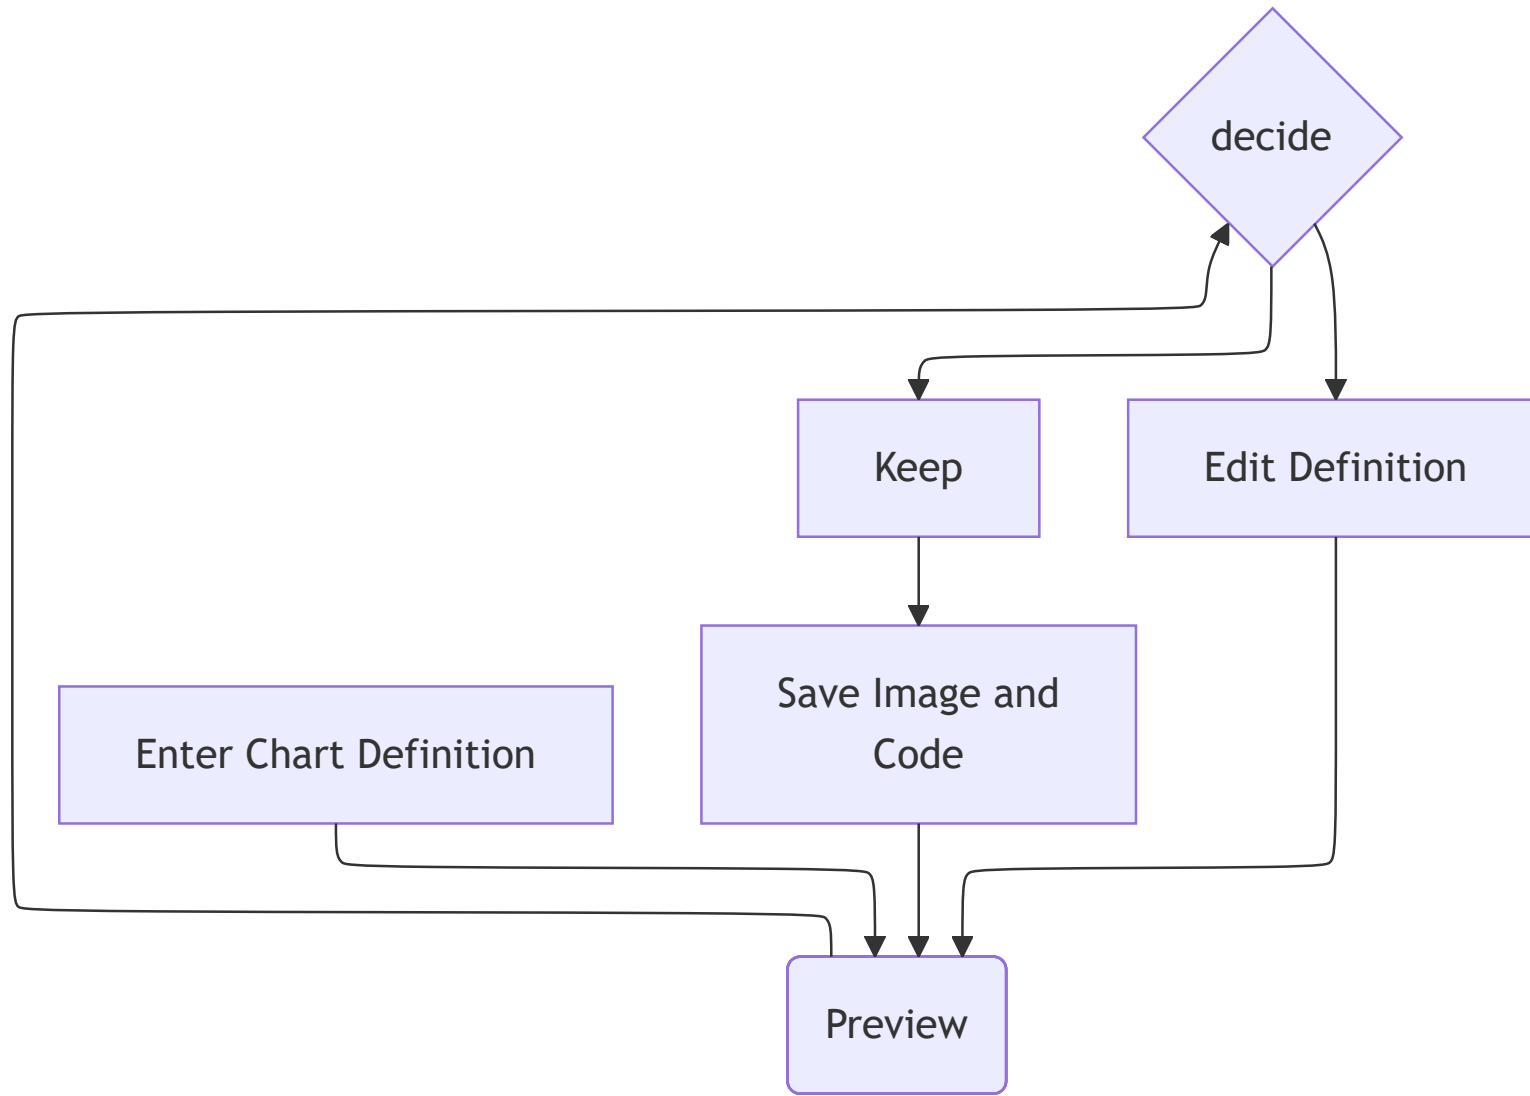 decide
Keep
Edit Definition
Save Image and
Code
Enter Chart Definition
Preview